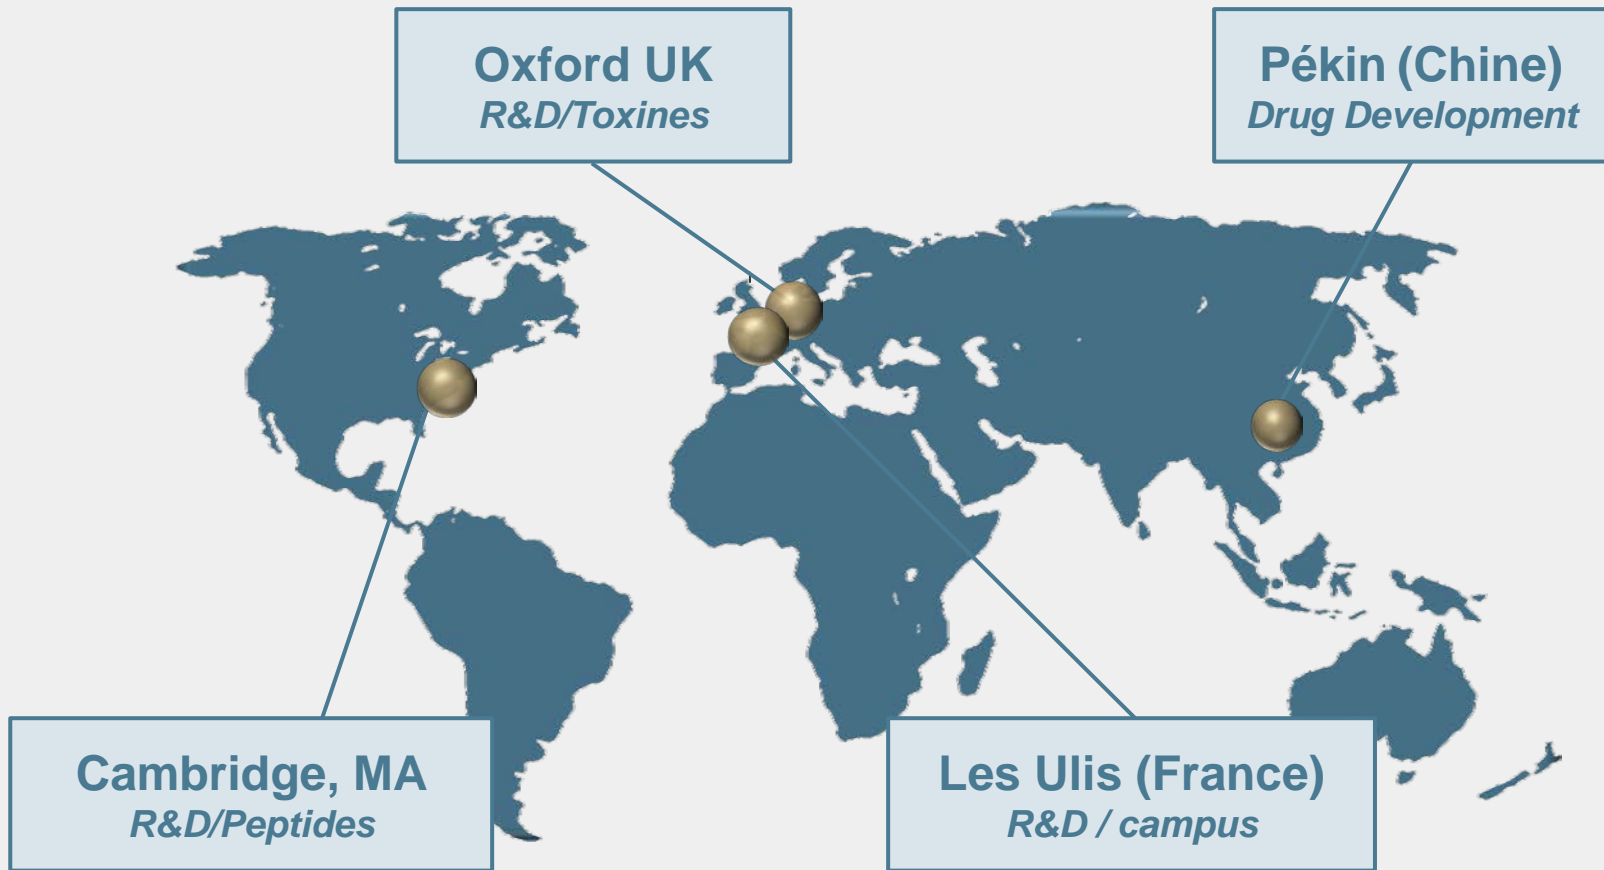 Oxford UK
R&D/Toxines
Pékin (Chine)
Drug Development
Cambridge, MA
R&D/Peptides
Les Ulis (France)
R&D / campus